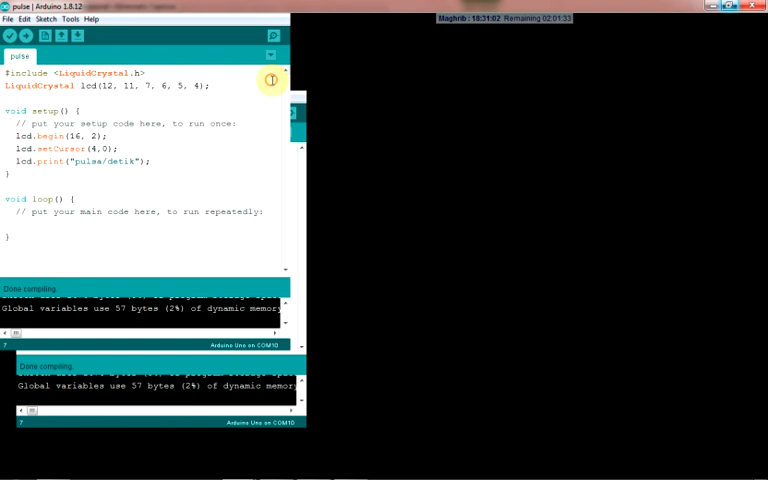 pulse | Arduino 1.8.12
Maghrib : 18:31:02 Remaining 02:01:33
File Edit Sketch Tools Help
pulse
#include <LiquidCrystal.h>
LiquidCrystal lcd(12, 11, 7, 6, 5, 4);
void setup() {
// put your setup code here, to run once:
lcd.begin(16, 2);
lcd.setCursor(4,0);
lcd.print("pulsa/detik");
}
void loop() {
// put your main code here, to run repeatedly:
}
Done compiling.
Global variables use 57 bytes (2%) of dynamic memory
7 Arduino Uno on COM10
Done compiling.
Global variables use 57 bytes (2%) of dynamic memory
7 Arduino Uno on COM10